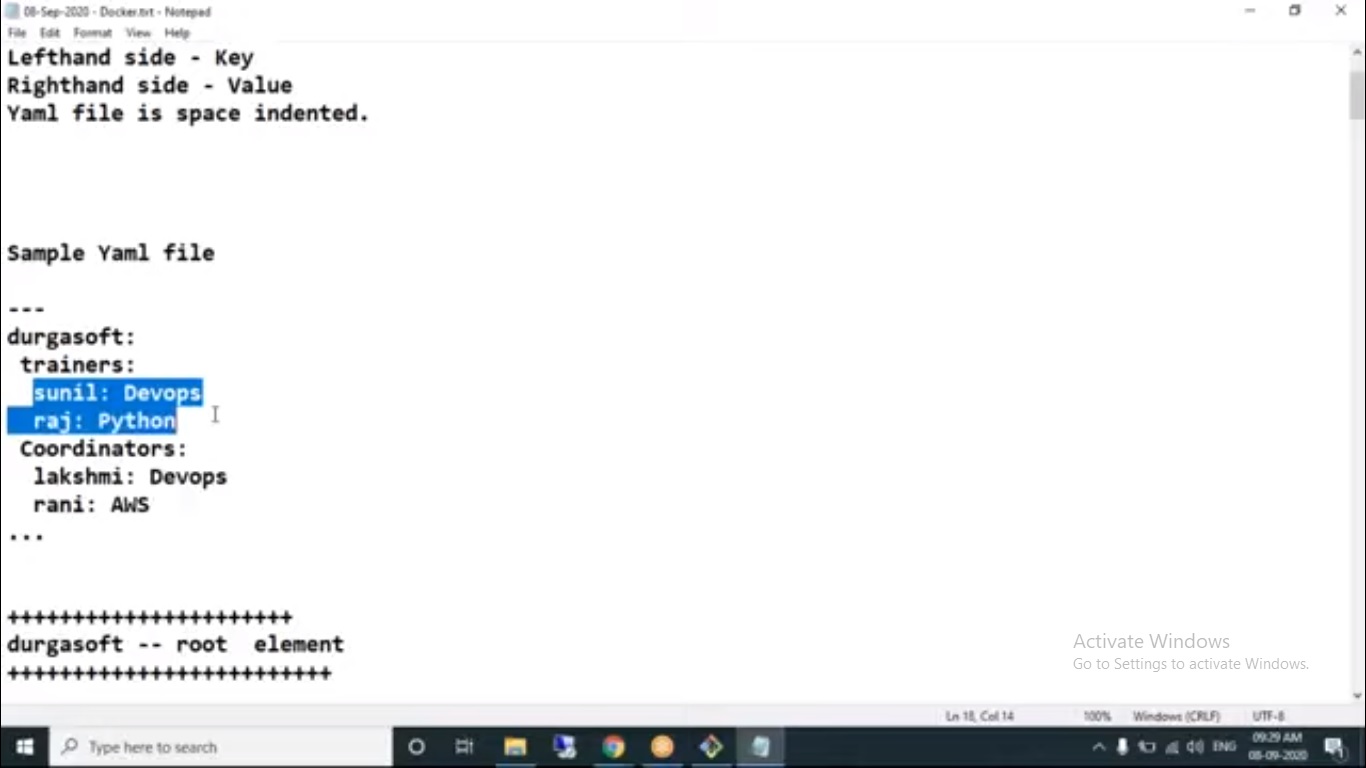 08-Sep-2020 - Docker.txt - Notepad
File Edit Format View Help
Lefthand side - Key
Righthand side - Value
Yaml file is space indented.
Sample Yaml file
---
durgasoft:
trainers:
sunil: Devops
raj: Python
Coordinators:
lakshmi: Devops
rani: AWS
...
++++++++++++++++++++++
durgasoft -- root  element
+++++++++++++++++++++++++
Activate Windows
Go to Settings to activate Windows.
Ln 18, Col 14 100% Windows (CRLF) UTF-8
Type here to search
ENG
09:29 AM
08-09-2020